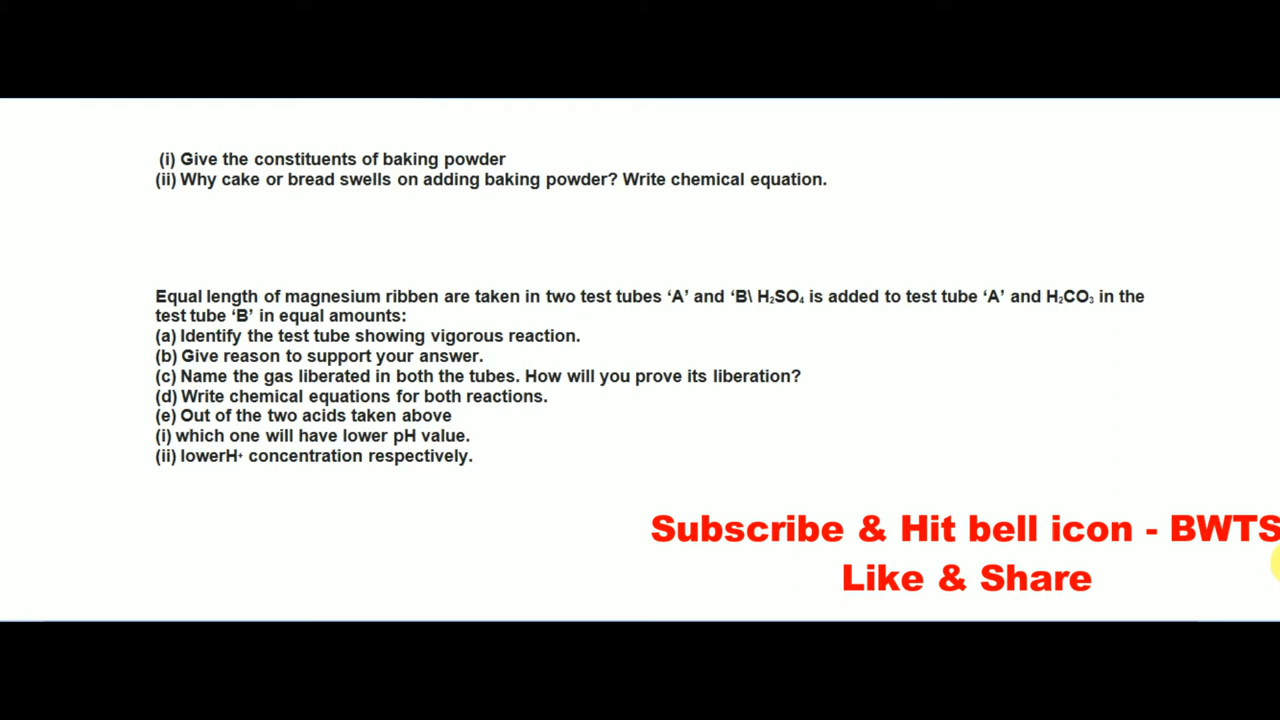 (i) Give the constituents of baking powder
(ii) Why cake or bread swells on adding baking powder? Write chemical equation.
Equal length of magnesium ribben are taken in two test tubes ‘A’ and ‘B\ H₂SO₄ is added to test tube ‘A’ and H₂CO₃ in the
test tube ‘B’ in equal amounts:
(a) Identify the test tube showing vigorous reaction.
(b) Give reason to support your answer.
(c) Name the gas liberated in both the tubes. How will you prove its liberation?
(d) Write chemical equations for both reactions.
(e) Out of the two acids taken above
(i) which one will have lower pH value.
(ii) lowerH⁺ concentration respectively.
Subscribe & Hit bell icon - BWTS
Like & Share